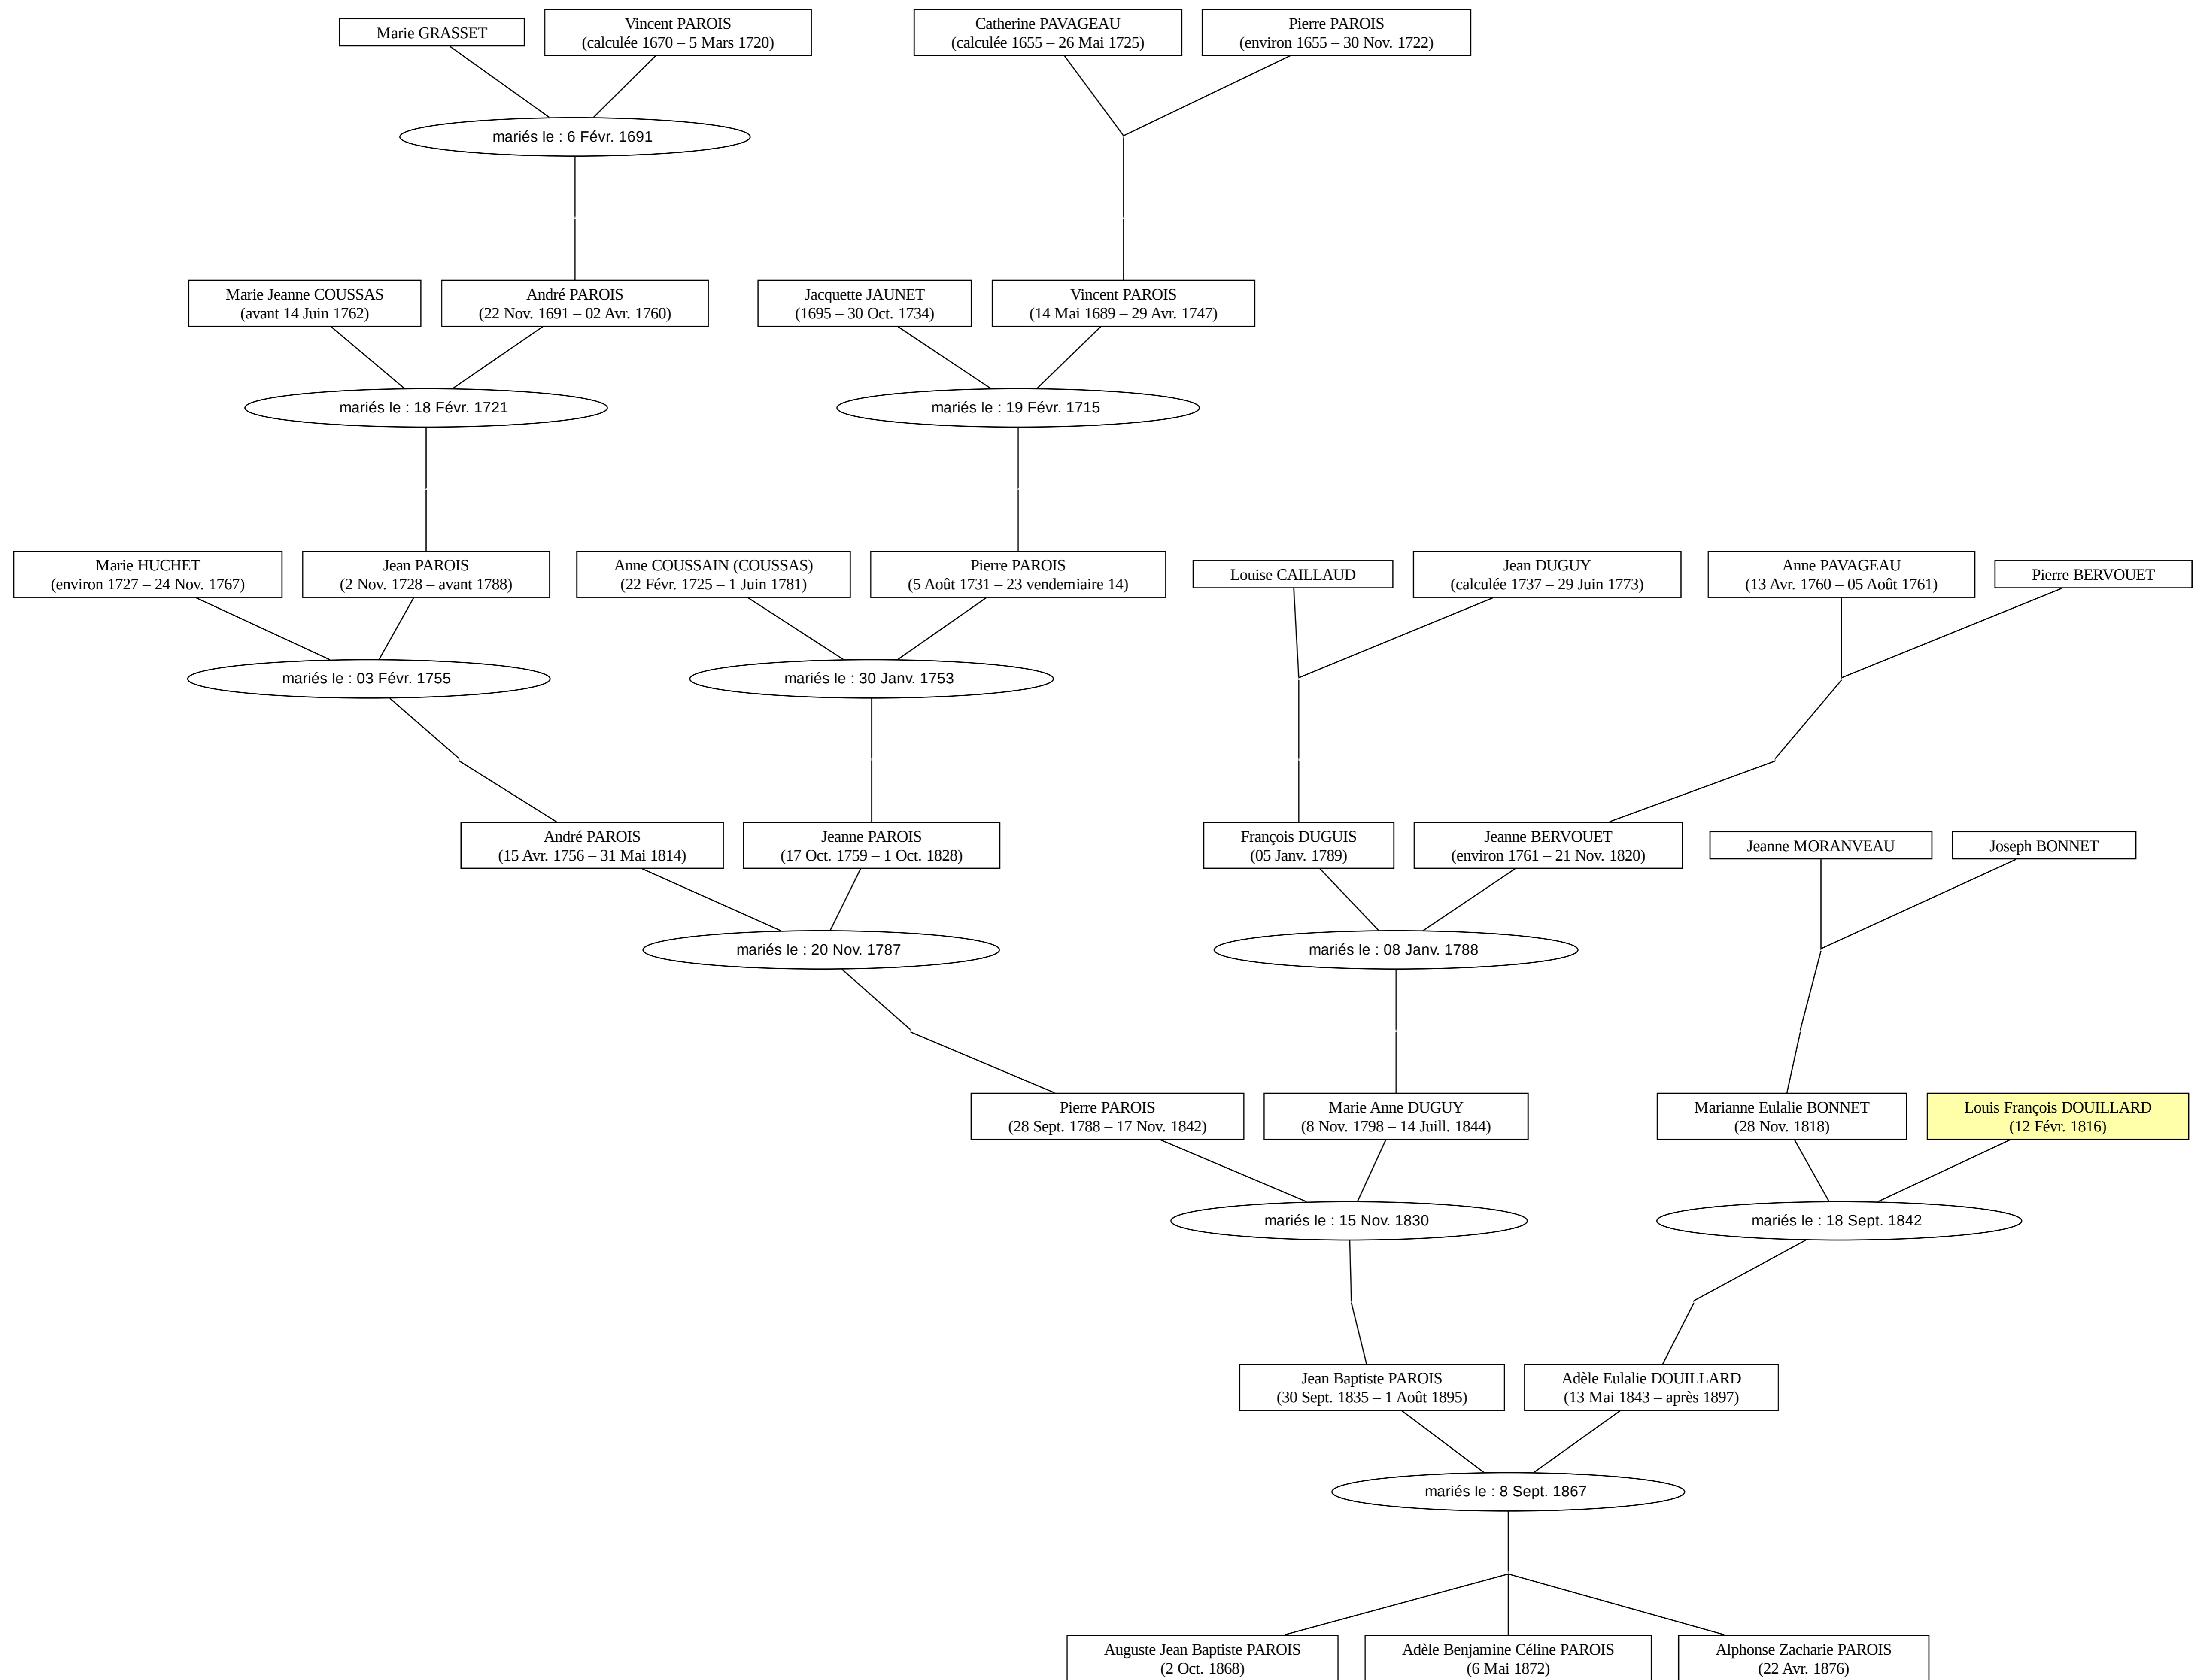 Marie GRASSET
Vincent PAROIS
(calculée 1670 – 5 Mars 1720)
Catherine PAVAGEAU
(calculée 1655 – 26 Mai 1725)
Pierre PAROIS
(environ 1655 – 30 Nov. 1722)
mariés le : 6 Févr. 1691
Marie Jeanne COUSSAS
(avant 14 Juin 1762)
André PAROIS
(22 Nov. 1691 – 02 Avr. 1760)
Jacquette JAUNET
(1695 – 30 Oct. 1734)
Vincent PAROIS
(14 Mai 1689 – 29 Avr. 1747)
mariés le : 18 Févr. 1721
mariés le : 19 Févr. 1715
Marie HUCHET
(environ 1727 – 24 Nov. 1767)
Jean PAROIS
(2 Nov. 1728 – avant 1788)
Anne COUSSAIN (COUSSAS)
(22 Févr. 1725 – 1 Juin 1781)
Pierre PAROIS
(5 Août 1731 – 23 vendemiaire 14)
Louise CAILLAUD
Jean DUGUY
(calculée 1737 – 29 Juin 1773)
Anne PAVAGEAU
(13 Avr. 1760 – 05 Août 1761)
Pierre BERVOUET
mariés le : 03 Févr. 1755
mariés le : 30 Janv. 1753
André PAROIS
(15 Avr. 1756 – 31 Mai 1814)
Jeanne PAROIS
(17 Oct. 1759 – 1 Oct. 1828)
François DUGUIS
(05 Janv. 1789)
Jeanne BERVOUET
(environ 1761 – 21 Nov. 1820)
Jeanne MORANVEAU
Joseph BONNET
mariés le : 20 Nov. 1787
mariés le : 08 Janv. 1788
Pierre PAROIS
(28 Sept. 1788 – 17 Nov. 1842)
Marie Anne DUGUY
(8 Nov. 1798 – 14 Juill. 1844)
Marianne Eulalie BONNET
(28 Nov. 1818)
Louis François DOUILLARD
(12 Févr. 1816)
mariés le : 15 Nov. 1830
mariés le : 18 Sept. 1842
Jean Baptiste PAROIS
(30 Sept. 1835 – 1 Août 1895)
Adèle Eulalie DOUILLARD
(13 Mai 1843 – après 1897)
mariés le : 8 Sept. 1867
Auguste Jean Baptiste PAROIS
(2 Oct. 1868)
Adèle Benjamine Céline PAROIS
(6 Mai 1872)
Alphonse Zacharie PAROIS
(22 Avr. 1876)